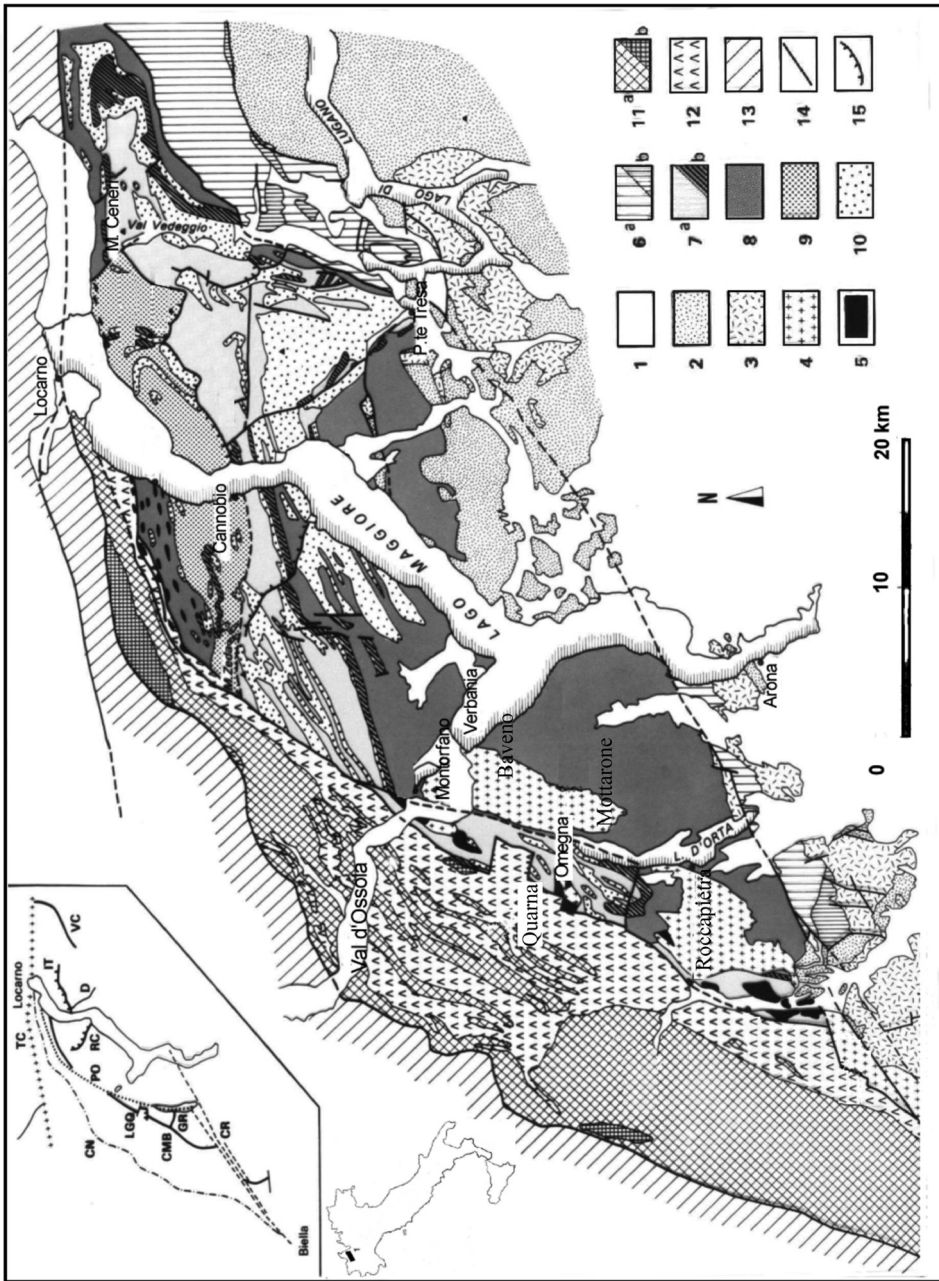 Locarno
TC
IT
VC
D
RC
PO
CN
LGO
CMB
GR
CR
Biella
Locarno
M. Ceneri
Val Vedeggio
Cannobio
LAGO MAGGIORE
LAGO DI LUGANO
P.te Tresa
Val d'Ossola
Montorfano
Verbania
Baveno
Mottarone
Quarna
Omegna
L. D'ORTA
Roccapietra
Arona
N
0 10 20 km
1
2
3
4
5
6 a b
7 a b
8
9
10
11 a b
12
13
14
15